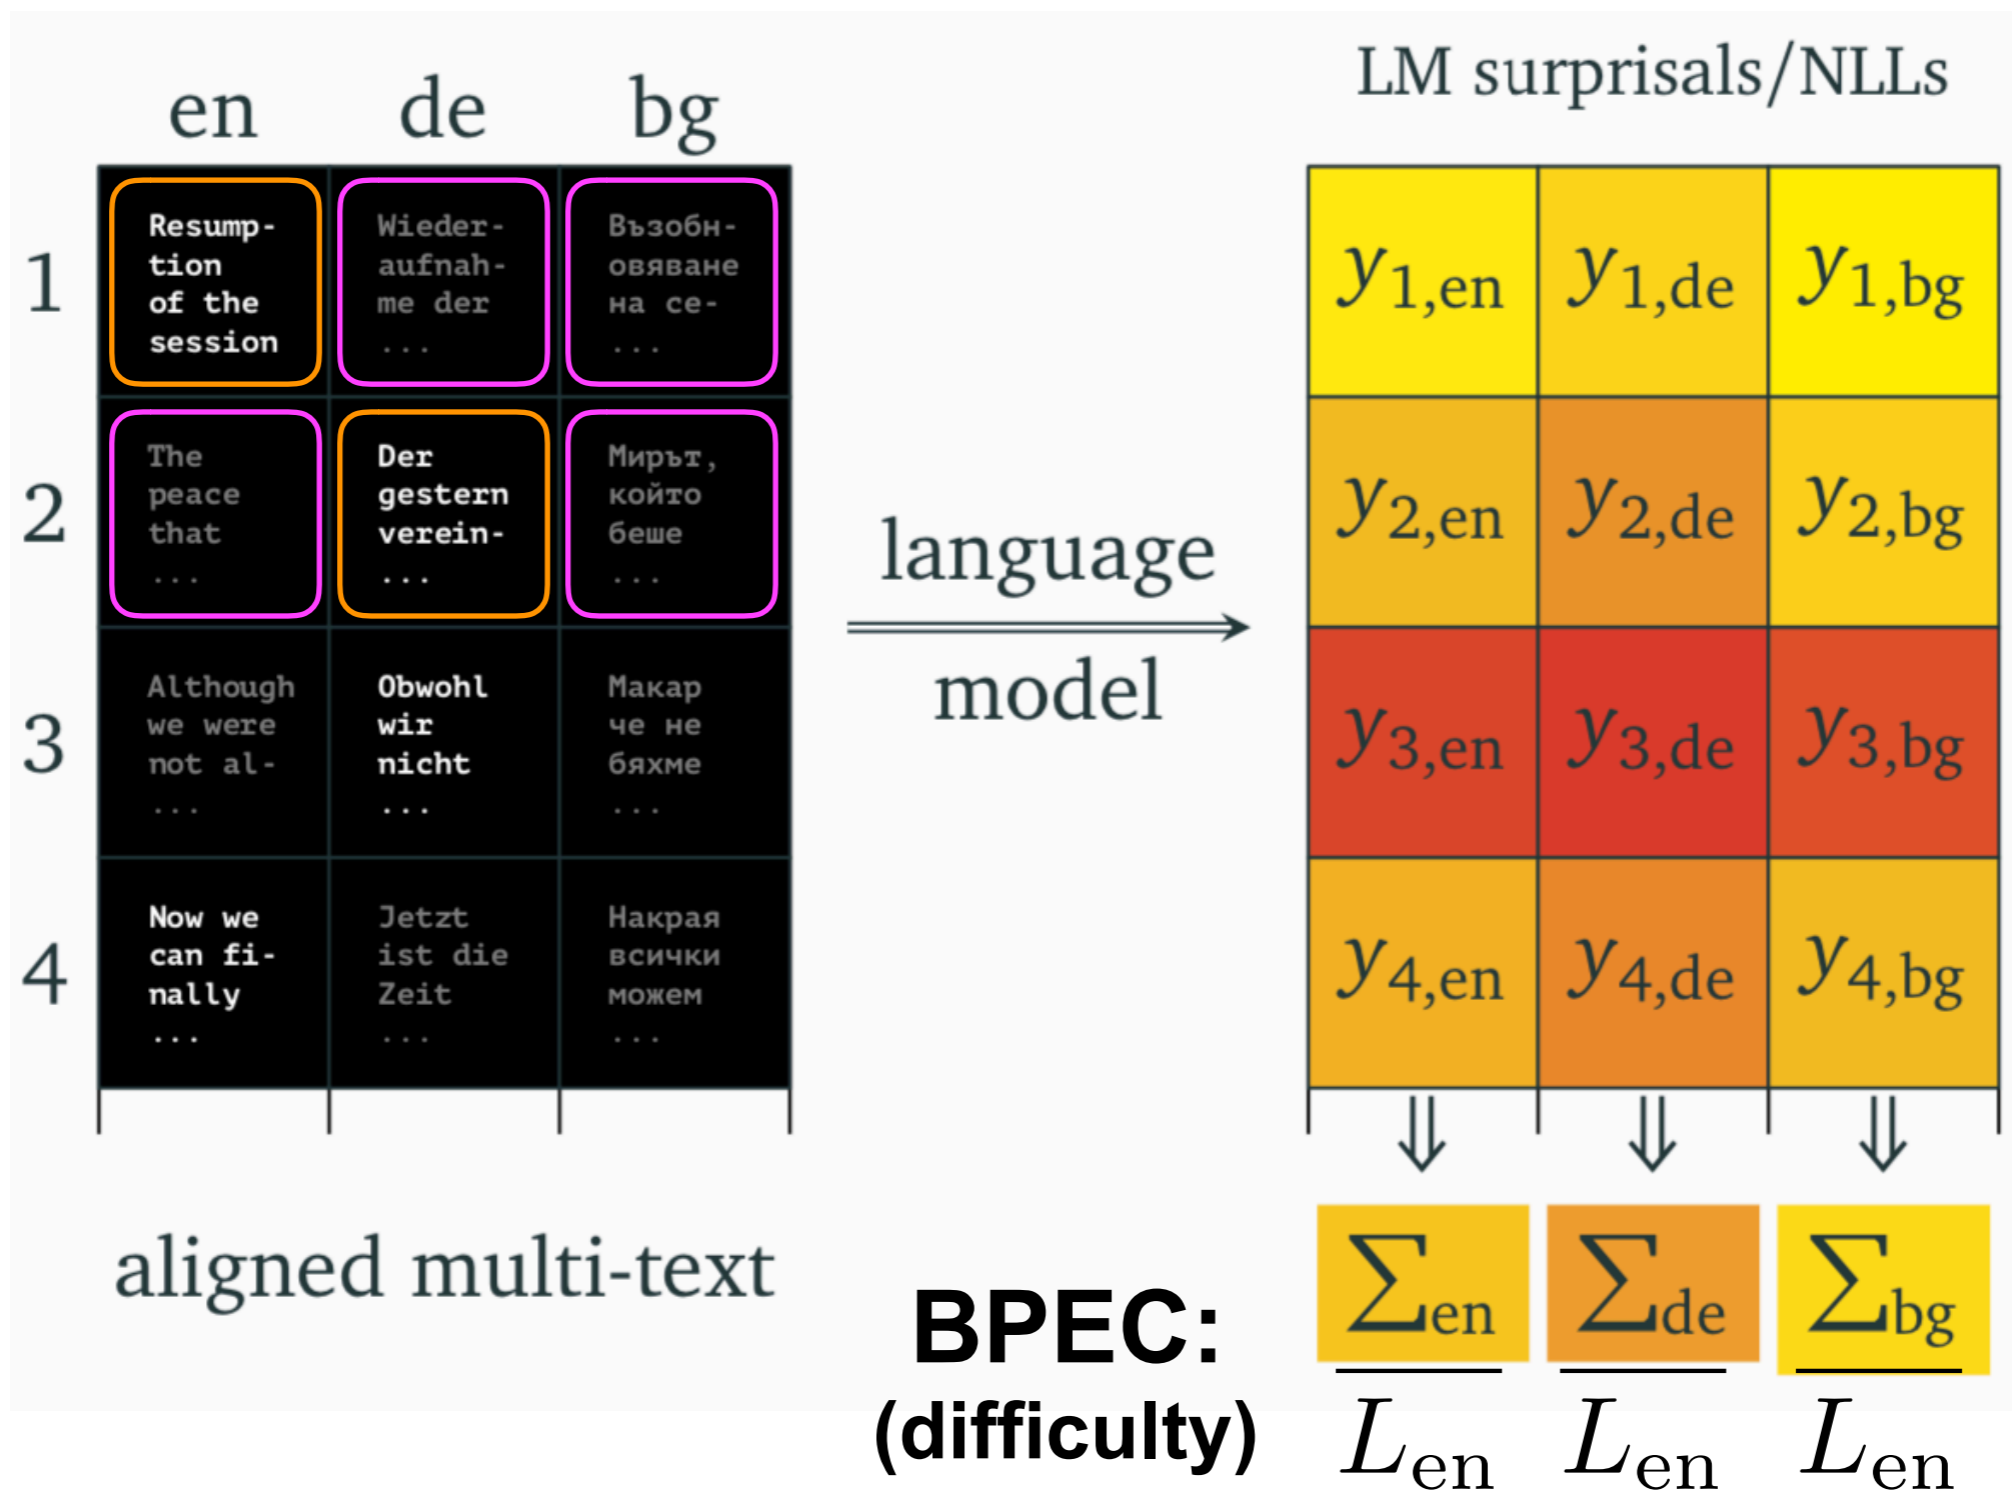 en de bg
LM surprisals/NLLs
1
Resump-
tion
of the
session
Wieder-
aufnah-
me der
...
Възобн-
овяване
на се-
...
y1,en y1,de y1,bg
2
The
peace
that
...
Der
gestern
verein-
...
Мирът,
който
беше
...
y2,en y2,de y2,bg
language
model
3
Although
we were
not al-
...
Obwohl
wir
nicht
...
Макар
че не
бяхме
...
y3,en y3,de y3,bg
4
Now we
can fi-
nally
...
Jetzt
ist die
Zeit
...
Накрая
всички
можем
...
y4,en y4,de y4,bg
aligned multi-text
BPEC:
(difficulty)
∑en ∑de ∑bg
Len Len Len